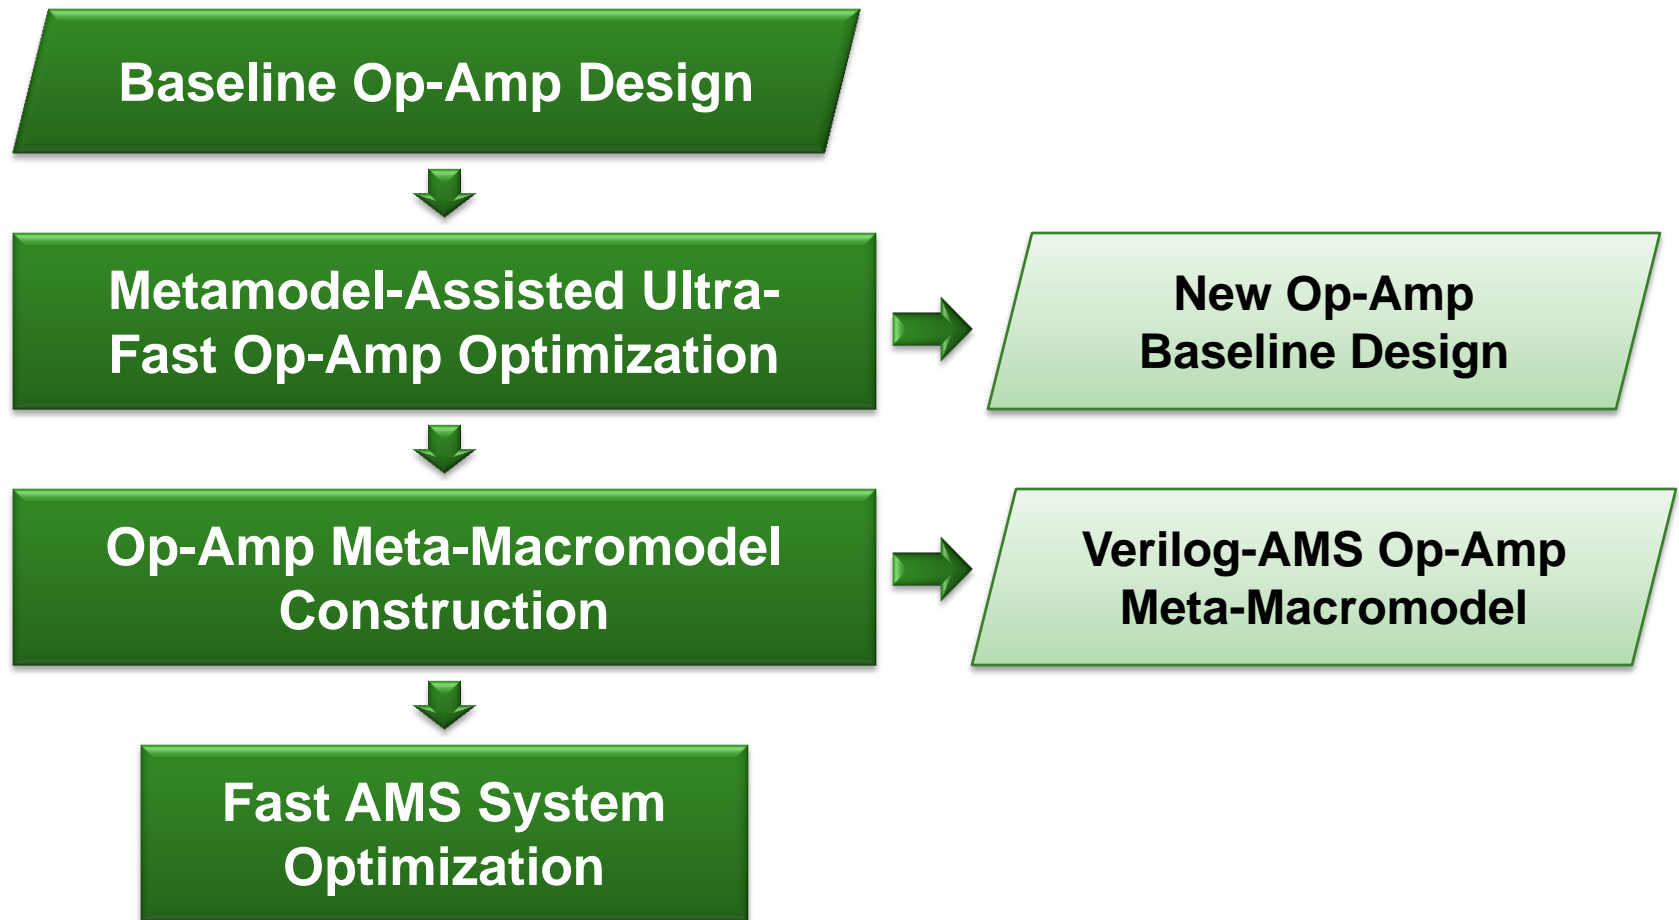 Baseline Op-Amp Design
Metamodel-Assisted Ultra-
Fast Op-Amp Optimization
New Op-Amp
Baseline Design
Op-Amp Meta-Macromodel
Construction
Verilog-AMS Op-Amp
Meta-Macromodel
Fast AMS System
Optimization